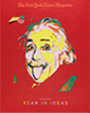 The New York Times Magazine
YEAR IN IDEAS